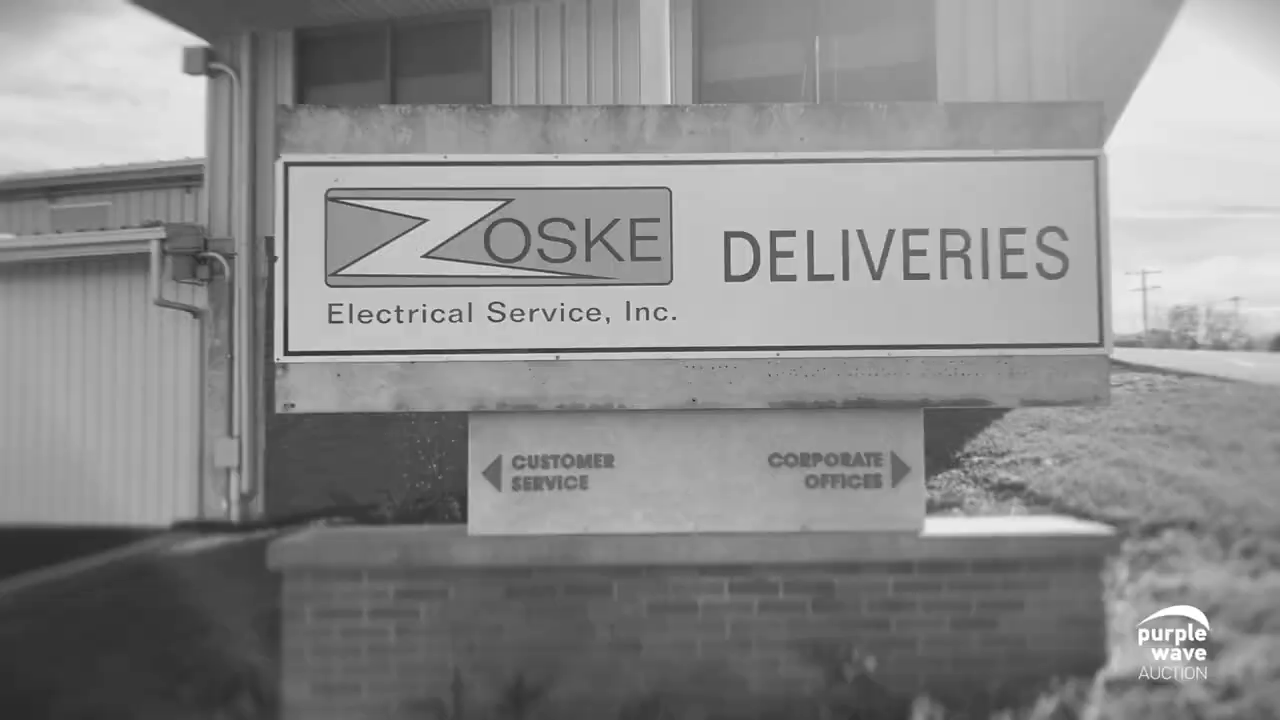 ZOSKE
Electrical Service, Inc.
DELIVERIES
CUSTOMER
SERVICE
CORPORATE
OFFICES
purple
wave
AUCTION